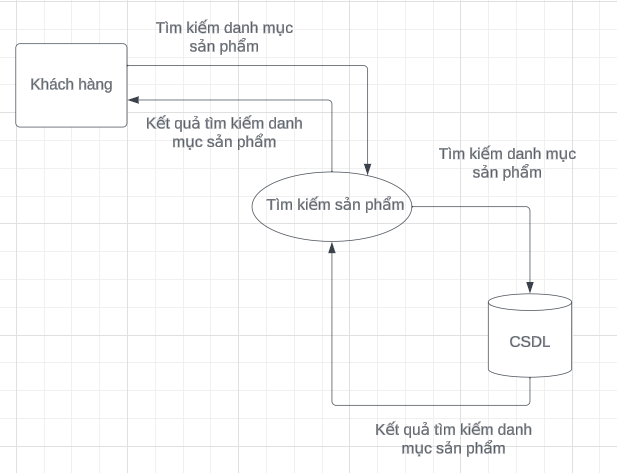 Tìm kiếm danh mục
sản phẩm
Khách hàng
Kết quả tìm kiếm danh
mục sản phẩm
Tìm kiếm danh mục
sản phẩm
Tìm kiếm sản phẩm
CSDL
Kết quả tìm kiếm danh
mục sản phẩm